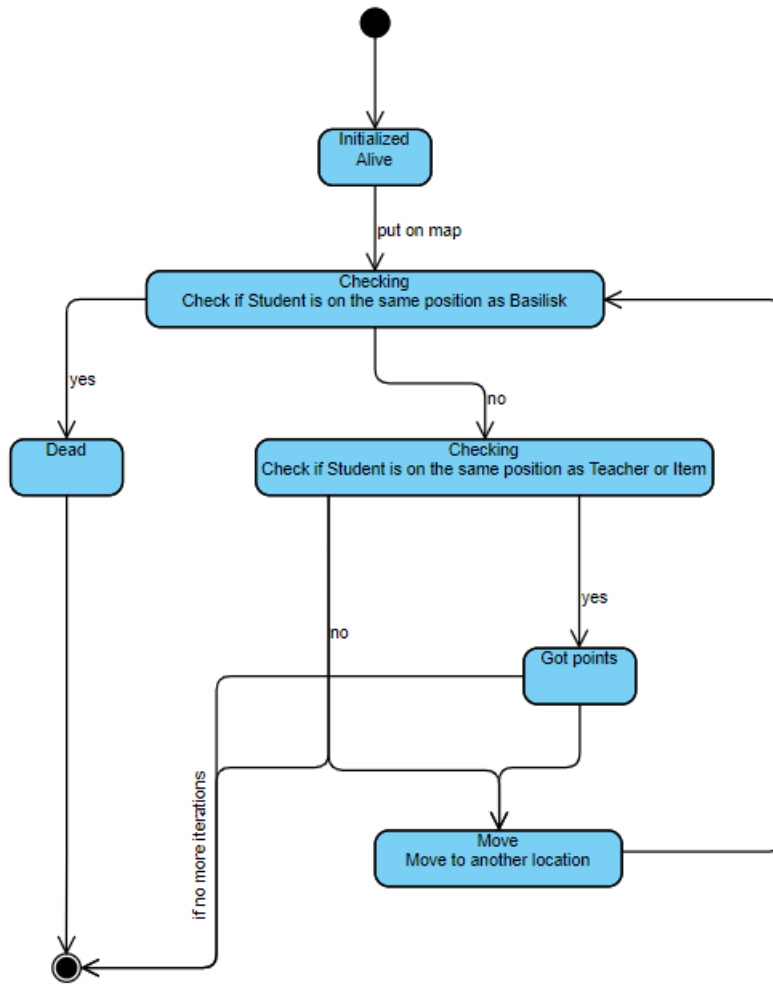 Initialized
Alive
put on map
Checking
Check if Student is on the same position as Basilisk
yes
no
Dead
Checking
Check if Student is on the same position as Teacher or Item
yes
no
Got points
if no more iterations
Move
Move to another location